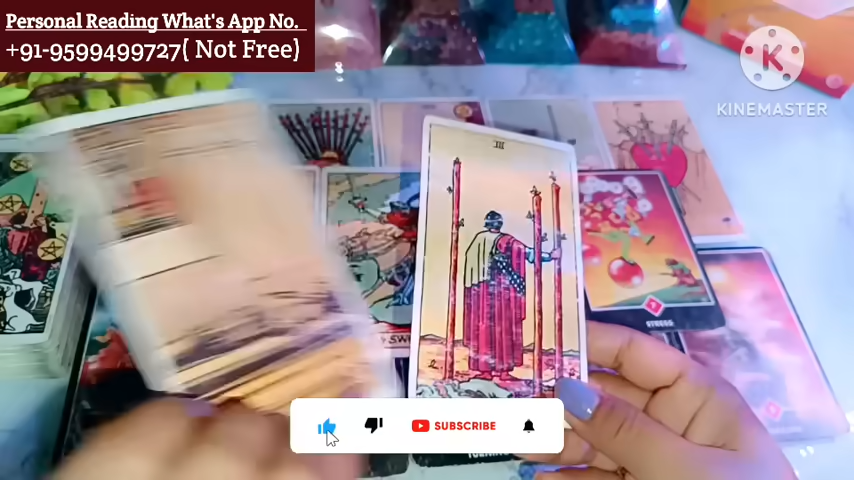 Personal Reading What's App No.
+91-9599499727( Not Free)
K
KINEMASTER
III
STRESS
SUBSCRIBE